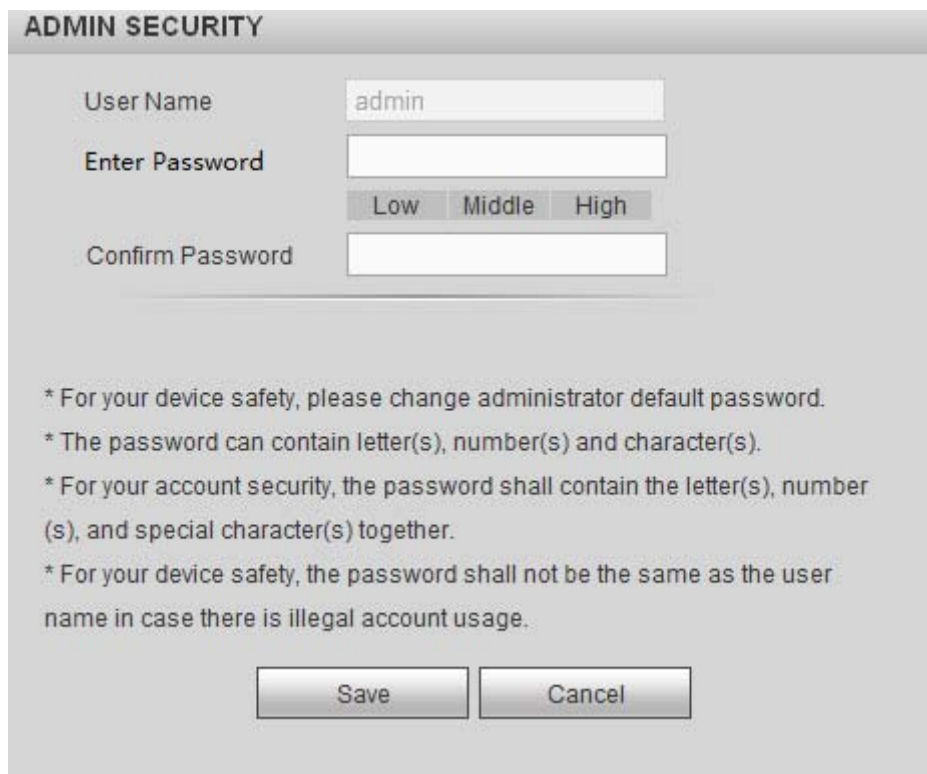 ADMIN SECURITY
User Name admin
Enter Password
Low Middle High
Confirm Password
* For your device safety, please change administrator default password.
* The password can contain letter(s), number(s) and character(s).
* For your account security, the password shall contain the letter(s), number
(s), and special character(s) together.
* For your device safety, the password shall not be the same as the user
name in case there is illegal account usage.
Save Cancel